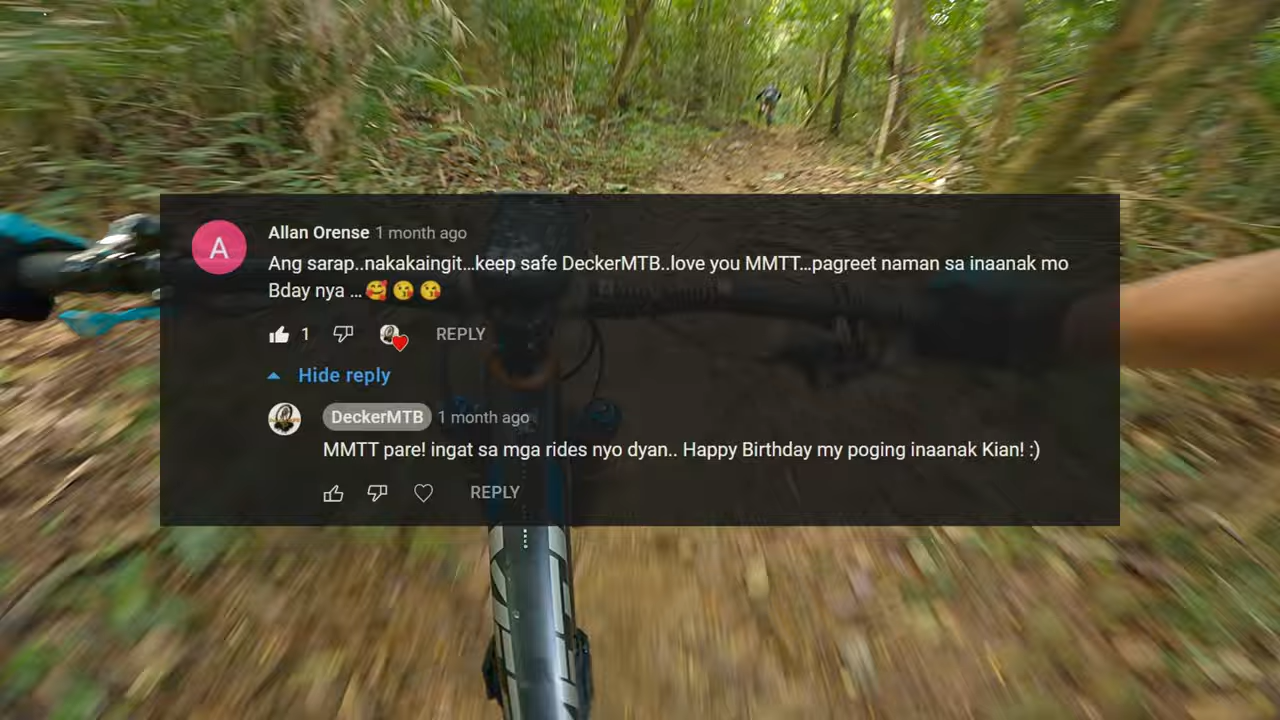 A
Allan Orense 1 month ago
Ang sarap..nakakaingit...keep safe DeckerMTB..love you MMTT...pagreet naman sa inaanak mo
Bday nya ...🥰 😘 😘
1 REPLY
Hide reply
DeckerMTB 1 month ago
MMTT pare! ingat sa mga rides nyo dyan.. Happy Birthday my poging inaanak Kian! :)
REPLY